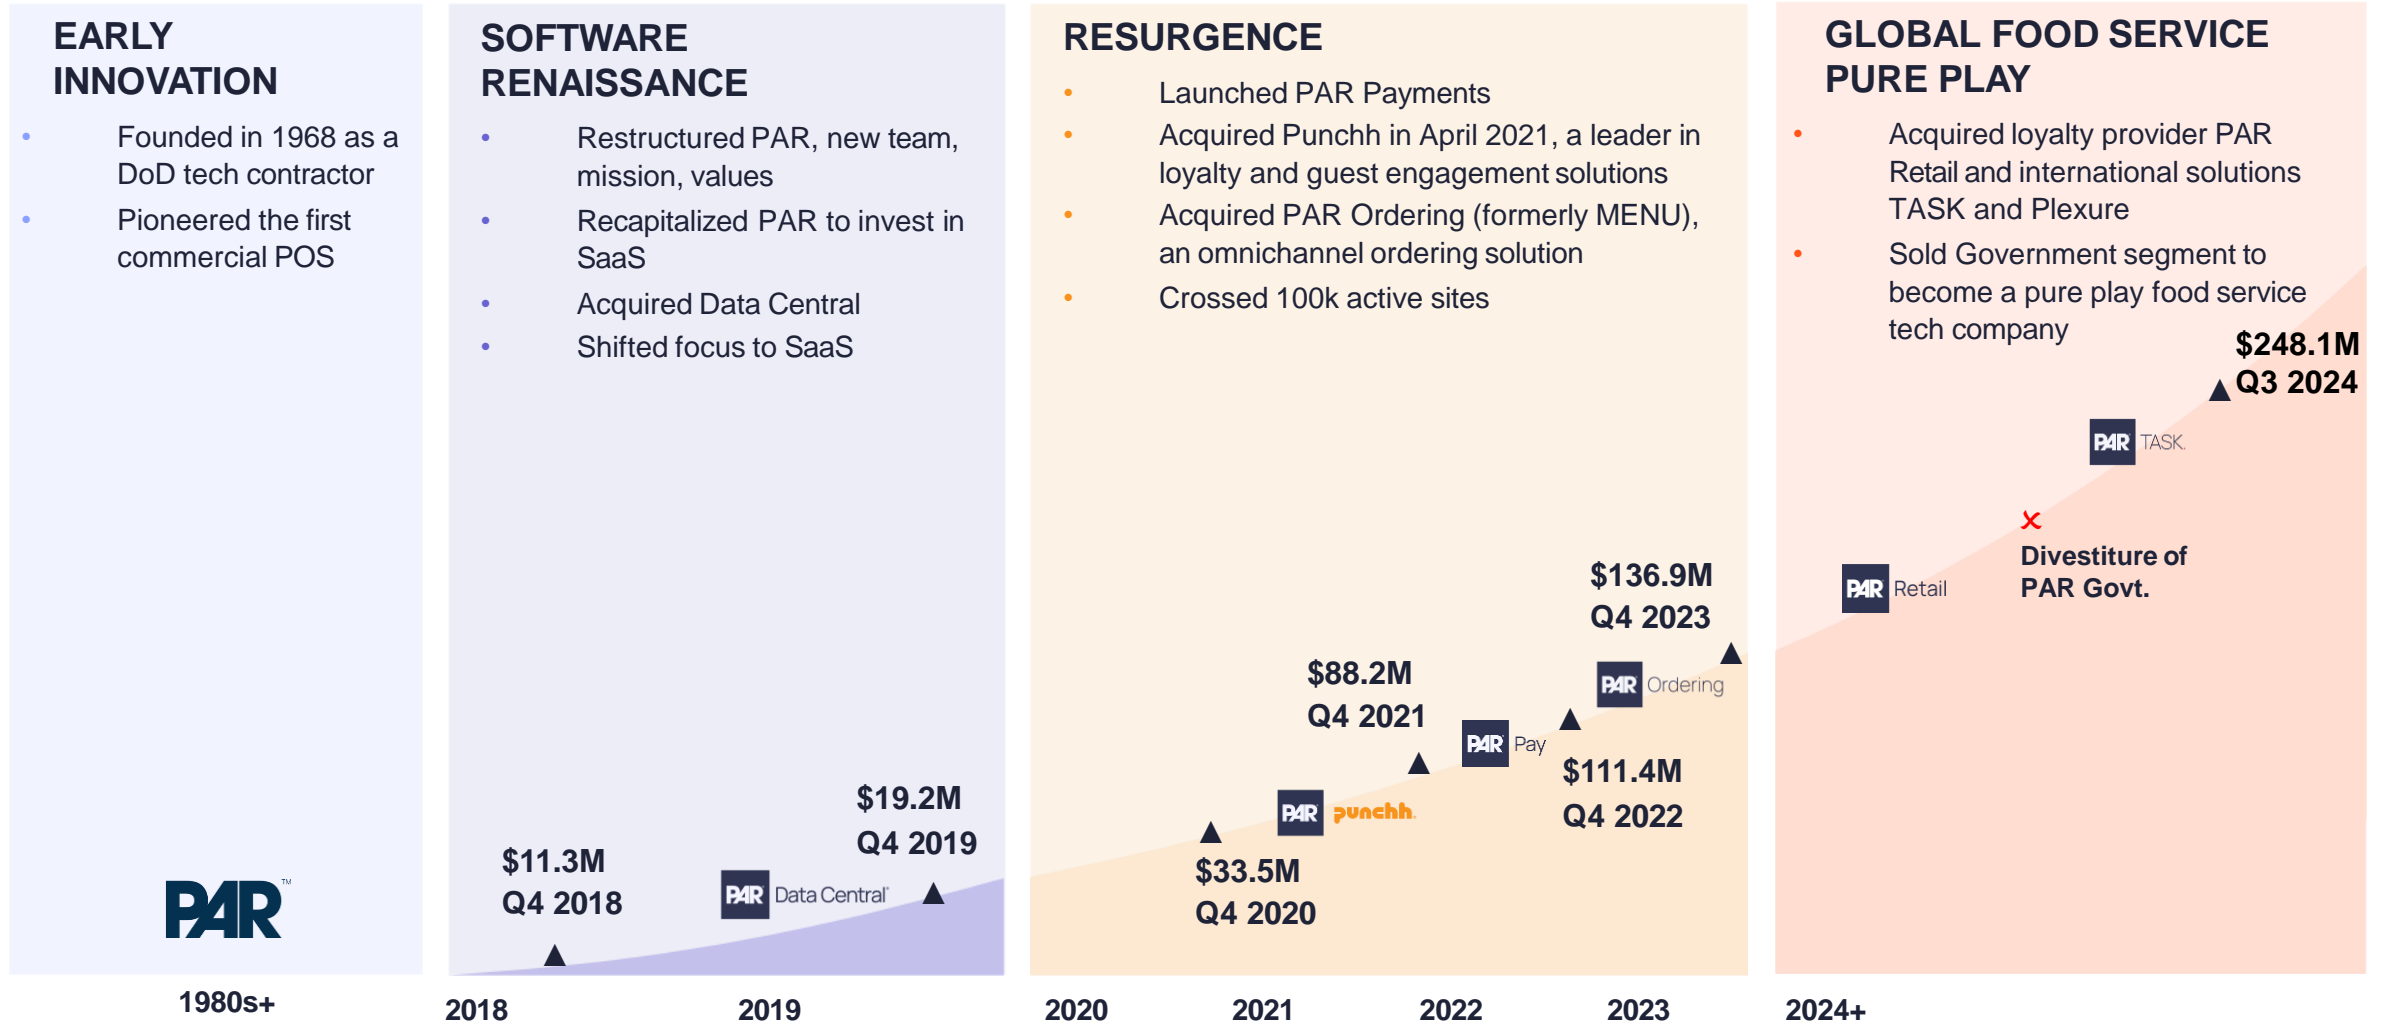 EARLY
INNOVATION
• Founded in 1968 as a
DoD tech contractor
• Pioneered the first
commercial POS
PAR™
1980s+
SOFTWARE
RENAISSANCE
• Restructured PAR, new team,
mission, values
• Recapitalized PAR to invest in
SaaS
• Acquired Data Central
• Shifted focus to SaaS
$11.3M
Q4 2018
PAR Data Central®
$19.2M
Q4 2019
2018
2019
RESURGENCE
• Launched PAR Payments
• Acquired Punchh in April 2021, a leader in
loyalty and guest engagement solutions
• Acquired PAR Ordering (formerly MENU),
an omnichannel ordering solution
• Crossed 100k active sites
$33.5M
Q4 2020
PAR punchh.
$88.2M
Q4 2021
PAR Pay
$111.4M
Q4 2022
PAR Ordering
$136.9M
Q4 2023
2020
2021
2022
2023
GLOBAL FOOD SERVICE
PURE PLAY
• Acquired loyalty provider PAR
Retail and international solutions
TASK and Plexure
• Sold Government segment to
become a pure play food service
tech company
$248.1M
Q3 2024
PAR TASK.
Divestiture of
PAR Govt.
PAR Retail
2024+